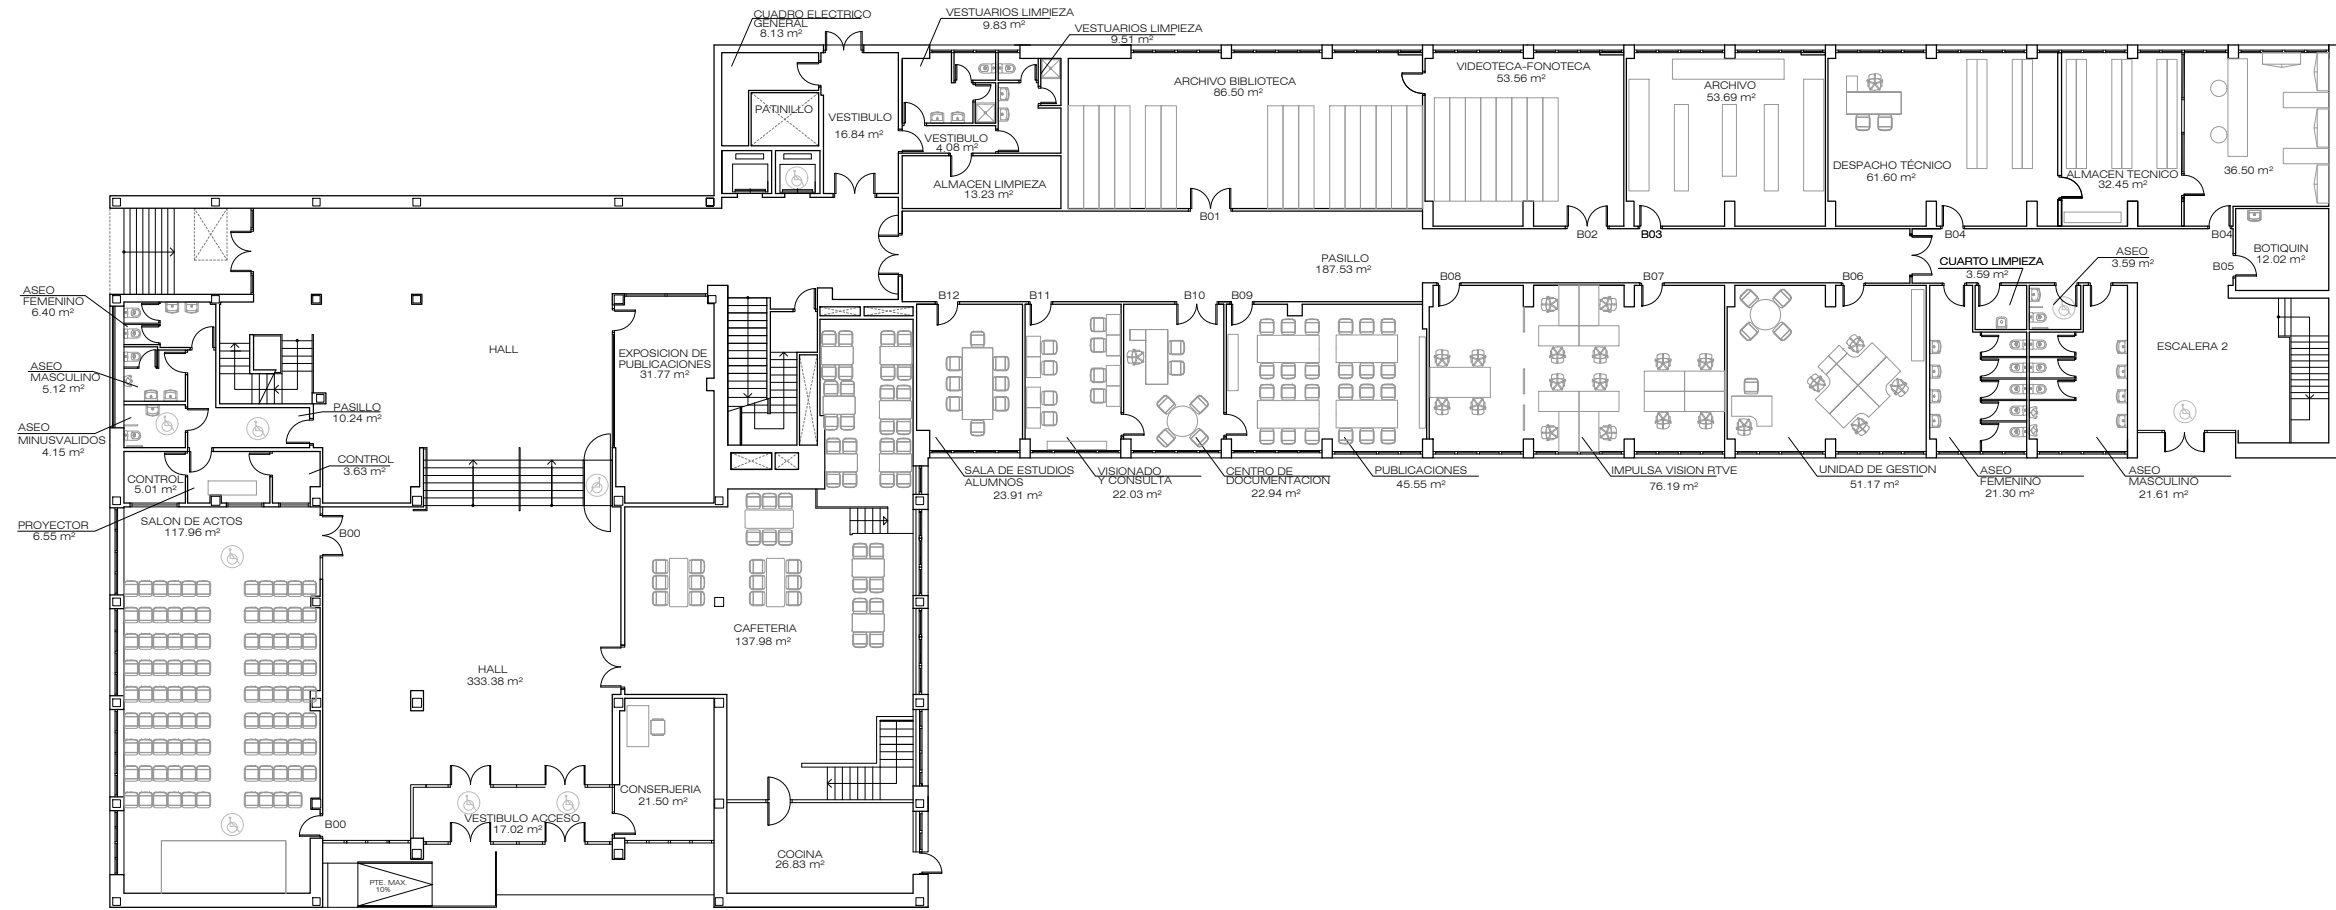 CUADRO ELECTRICO
GENERAL
8.13 m²
VESTUARIOS LIMPIEZA
9.83 m²
VESTUARIOS LIMPIEZA
9.51 m²
PATINILLO
VESTIBULO
16.84 m²
VESTIBULO
4.08 m²
ALMACEN LIMPIEZA
13.23 m²
ARCHIVO BIBLIOTECA
86.50 m²
VIDEOTECA-FONOTECA
53.56 m²
ARCHIVO
53.69 m²
DESPACHO TÉCNICO
61.60 m²
ALMACEN TECNICO
32.45 m²
36.50 m²
B01
B02
B03
B04
B04
B05
BOTIQUIN
12.02 m²
PASILLO
187.53 m²
CUARTO LIMPIEZA
3.59 m²
ASEO
3.59 m²
B12
B11
B10
B09
B08
B07
B06
ESCALERA 2
ASEO
FEMENINO
6.40 m²
ASEO
MASCULINO
5.12 m²
ASEO
MINUSVALIDOS
4.15 m²
PASILLO
10.24 m²
HALL
EXPOSICION DE
PUBLICACIONES
31.77 m²
CONTROL
3.63 m²
CONTROL
5.01 m²
PROYECTOR
6.55 m²
SALON DE ACTOS
117.96 m²
B00
SALA DE ESTUDIOS
ALUMNOS
23.91 m²
VISIONADO
Y CONSULTA
22.03 m²
CENTRO DE
DOCUMENTACION
22.94 m²
PUBLICACIONES
45.55 m²
IMPULSA VISION RTVE
76.19 m²
UNIDAD DE GESTION
51.17 m²
ASEO
FEMENINO
21.30 m²
ASEO
MASCULINO
21.61 m²
CAFETERIA
137.98 m²
HALL
333.38 m²
CONSERJERIA
21.50 m²
VESTIBULO ACCESO
17.02 m²
B00
COCINA
26.83 m²
PTE. MAX.
10%